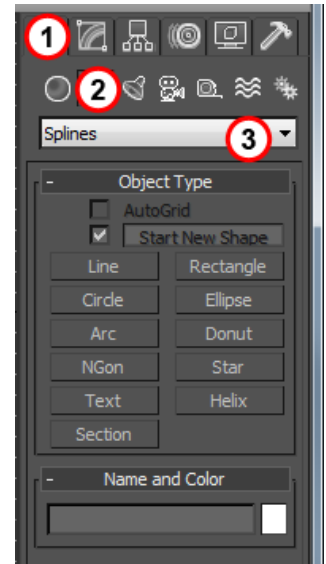 1
2
Splines
3
- Object Type
AutoGrid
Start New Shape
Line Rectangle
Circle Ellipse
Arc Donut
NGon Star
Text Helix
Section
- Name and Color